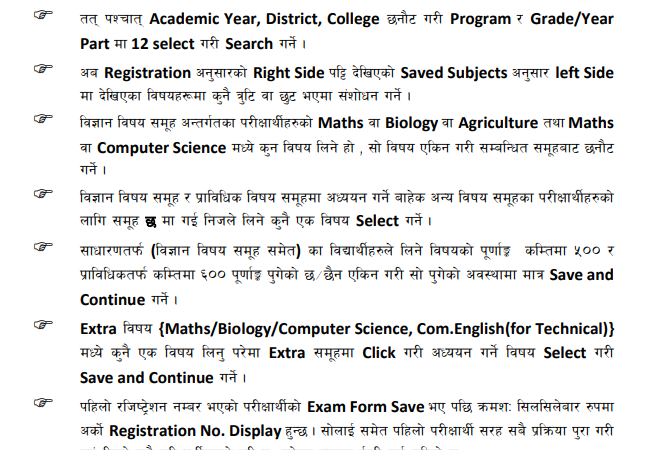 ☞ तत् पश्चात् Academic Year, District, College छनौट गरी Program र Grade/Year
Part मा 12 select गरी Search गर्ने ।
☞ अब Registration अनुसारको Right Side पट्टि देखिएको Saved Subjects अनुसार left Side
मा देखिएका विषयहरूमा कुनै त्रुटि वा छुट भएमा संशोधन गर्ने ।
☞ विज्ञान विषय समूह अन्तर्गतका परीक्षार्थीहरुको Maths वा Biology वा Agriculture तथा Maths
वा Computer Science मध्ये कुन विषय लिने हो , सो विषय एकिन गरी सम्बन्धित समूहबाट छनौट
गर्ने ।
☞ विज्ञान विषय समूह र प्राविधिक विषय समूहमा अध्ययन गर्ने बाहेक अन्य विषय समूहका परीक्षार्थीहरुको
लागि समूह छ मा गई निजले लिने कुनै एक विषय Select गर्ने ।
☞ साधारणतर्फ (विज्ञान विषय समूह समेत) का विद्यार्थीहरुले लिने विषयको पूर्णाङ्क कम्तिमा ५०० र
प्राविधिकतर्फ कम्तिमा ६०० पूर्णाङ्क पुगेको छ/छैन एकिन गरी सो पुगेको अवस्थामा मात्र Save and
Continue गर्ने ।
☞ Extra विषय {Maths/Biology/Computer Science, Com.English(for Technical)}
मध्ये कुनै एक विषय लिनु परेमा Extra समूहमा Click गरी अध्ययन गर्ने विषय Select गरी
Save and Continue गर्ने ।
☞ पहिलो रजिष्ट्रेशन नम्बर भएको परीक्षार्थीको Exam Form Save भए पछि क्रमशः सिलसिलेवार रुपमा
अर्को Registration No. Display हुन्छ । सोलाई समेत पहिलो परीक्षार्थी सरह सबै प्रक्रिया पुरा गरी